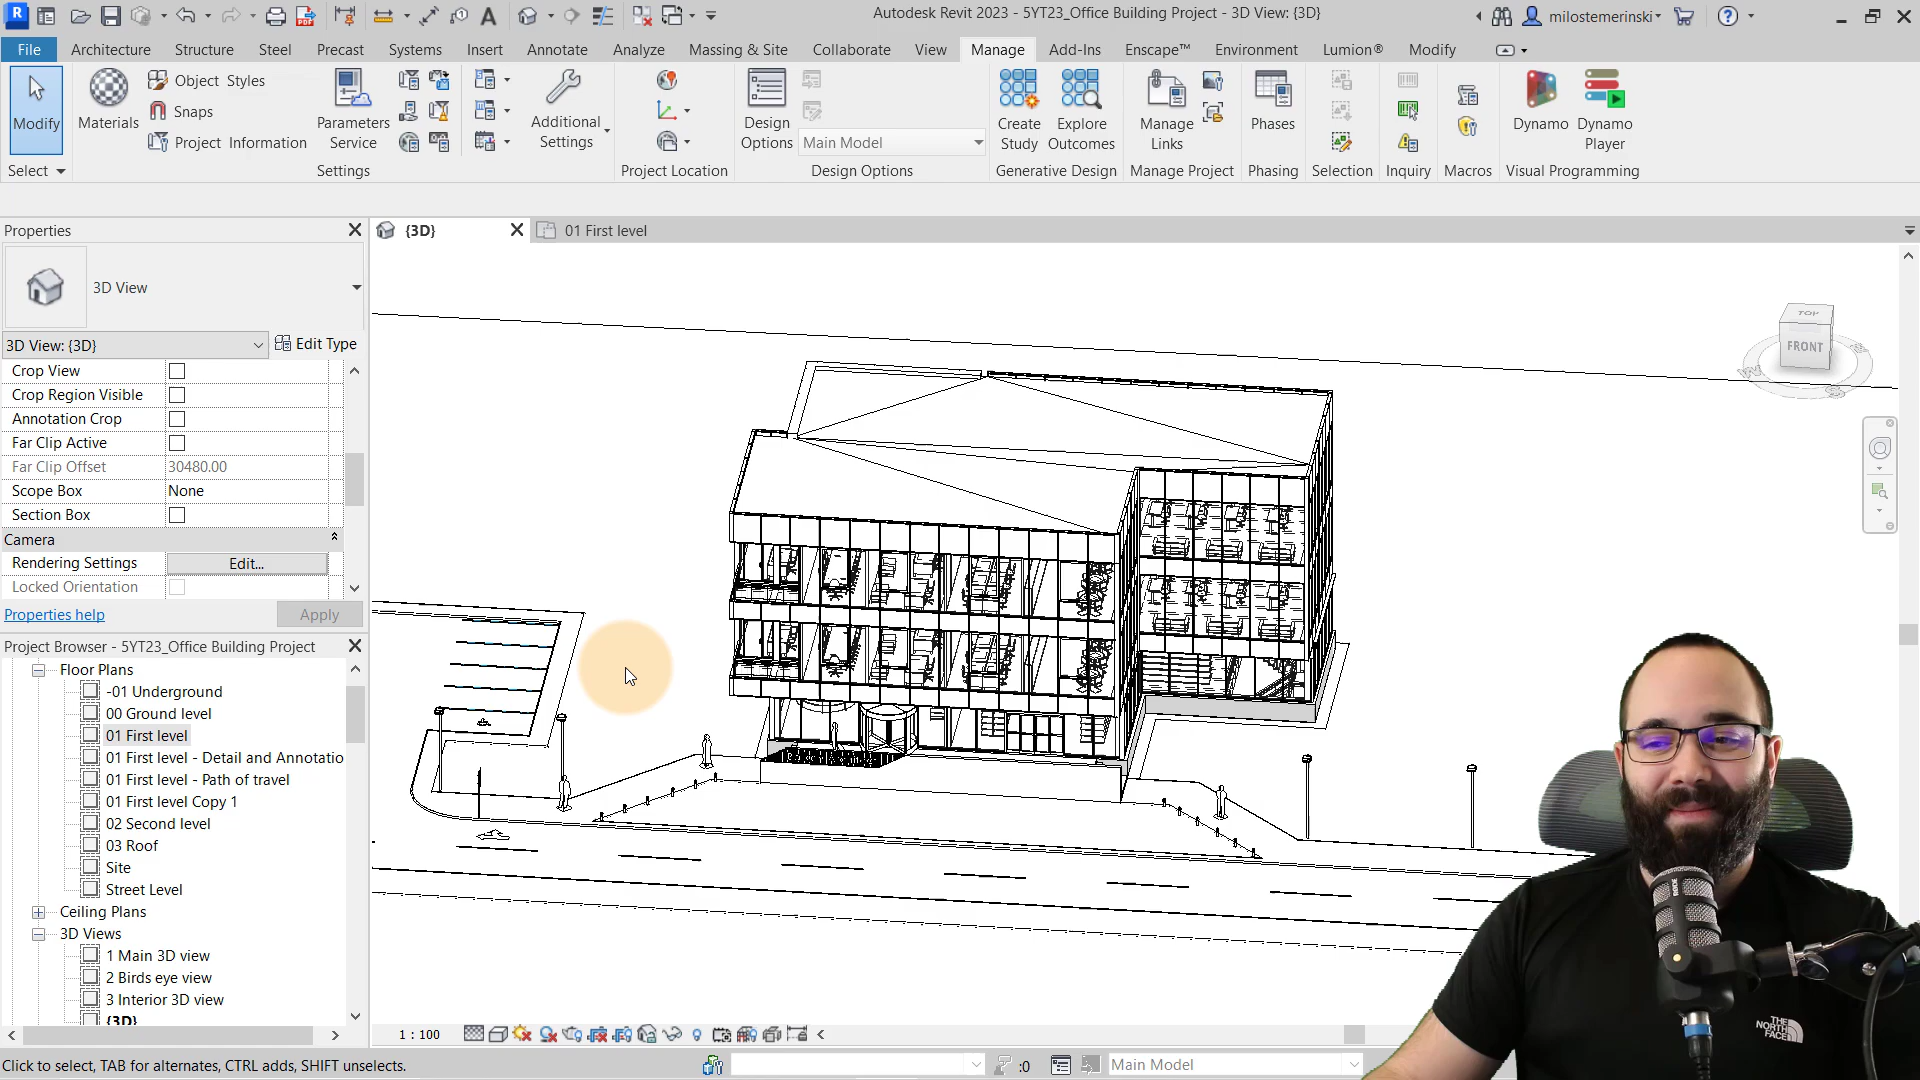 Autodesk Revit 2023 - 5YT23_Office Building Project - 3D View: {3D}
milostemerinski
File
Architecture
Structure
Steel
Precast
Systems
Insert
Annotate
Analyze
Massing & Site
Collaborate
View
Manage
Add-Ins
Enscape™
Environment
Lumion®
Modify
Modify
Materials
Object Styles
Snaps
Project Information
Parameters
Service
Additional
Settings
Design
Options
Main Model
Create
Study
Explore
Outcomes
Manage
Links
Phases
Dynamo
Dynamo
Player
Select
Settings
Project Location
Design Options
Generative Design
Manage Project
Phasing
Selection
Inquiry
Macros
Visual Programming
Properties
{3D}
01 First level
3D View
3D View: {3D}
Edit Type
Crop View
Crop Region Visible
Annotation Crop
Far Clip Active
Far Clip Offset
30480.00
Scope Box
None
Section Box
Camera
Rendering Settings
Edit...
Locked Orientation
Properties help
Apply
Project Browser - 5YT23_Office Building Project
Floor Plans
-01 Underground
00 Ground level
01 First level
01 First level - Detail and Annotatio
01 First level - Path of travel
01 First level Copy 1
02 Second level
03 Roof
Site
Street Level
Ceiling Plans
3D Views
1 Main 3D view
2 Birds eye view
3 Interior 3D view
{3D}
TOP
FRONT
1 : 100
Click to select, TAB for alternates, CTRL adds, SHIFT unselects.
:0
Main Model
RODE
THE
NORTH
FACE